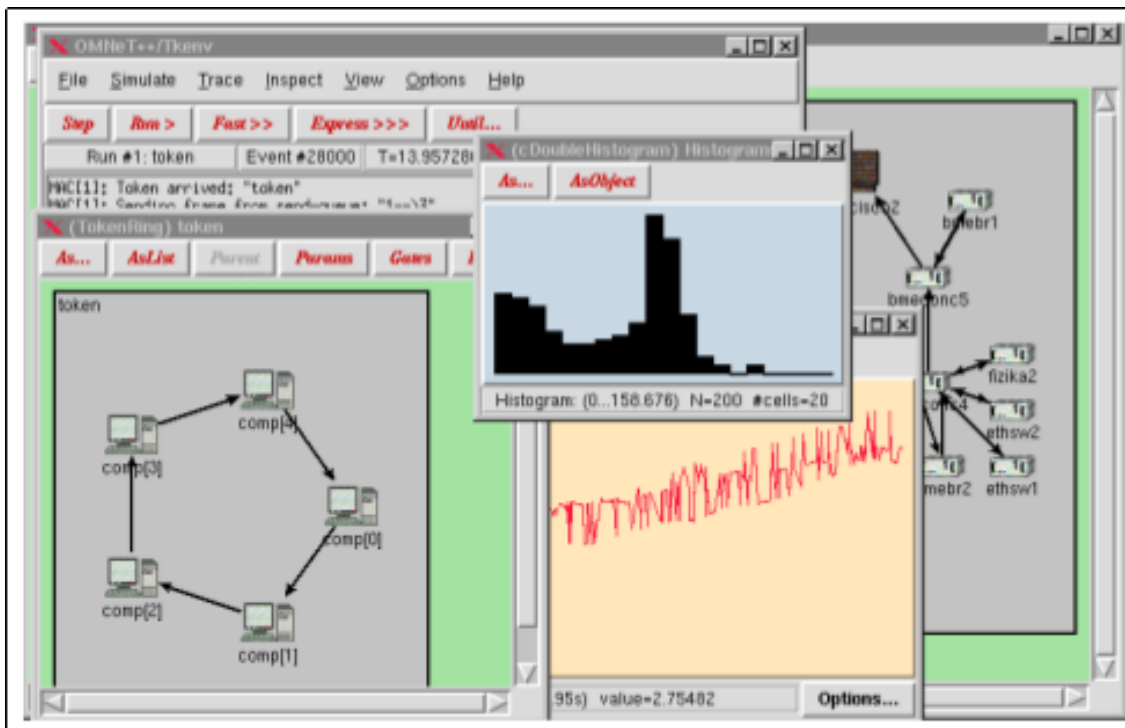 OMNeT++/Tkenv
File Simulate Trace Inspect View Options Help
Step Run > Fast >> Express >>> Until...
Run #1: token Event #28000
MAC[1]: Token arrived: "token"
(cDoubleHistogram)
As... AsObject
Histogram: (0...158.676) N=200 #cells=20
(TokenRing) token
As... AsList Parent Params Gates
token
comp[4]
comp[3]
comp[0]
comp[2]
comp[1]
bmeconc5
fizika2
ethsw2
ethsw1
value=2.75482
Options...